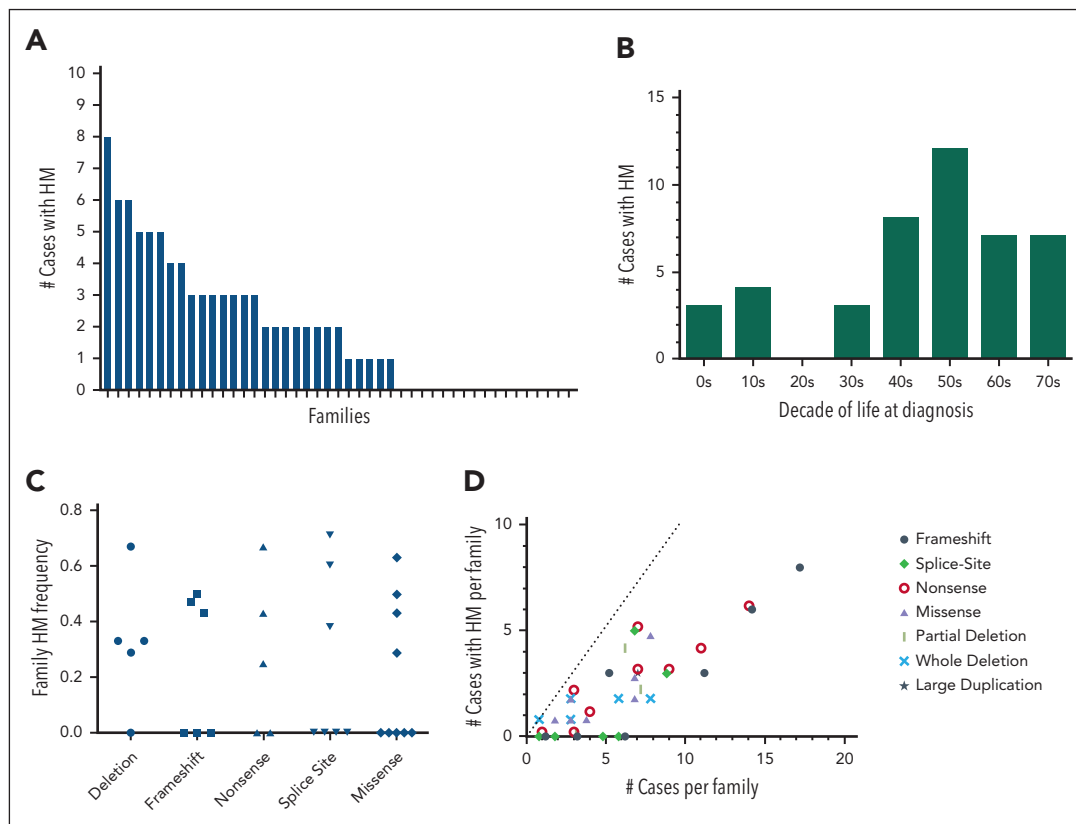 A
10
9
8
7
6
5
4
3
2
1
0
# Cases with HM
Families
B
15
10
5
0
# Cases with HM
0s 10s 20s 30s 40s 50s 60s 70s
Decade of life at diagnosis
C
0.8
0.6
0.4
0.2
0.0
Family HM frequency
Deletion
Frameshift
Nonsense
Splice Site
Missense
D
10
5
0
# Cases with HM per family
0 5 10 15 20
# Cases per family
Frameshift
Splice-Site
Nonsense
Missense
Partial Deletion
Whole Deletion
Large Duplication